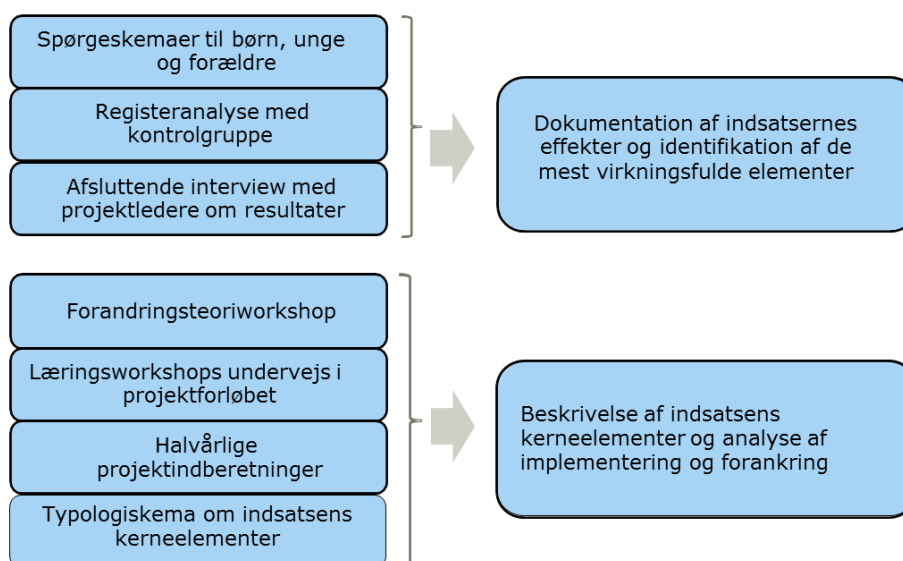 Spørgeskemaer til børn, unge
og forældre
Registeranalyse med
kontrolgruppe
Afsluttende interview med
projektledere om resultater
Dokumentation af indsatsernes
effekter og identifikation af de
mest virkningsfulde elementer
Forandringsteoriworkshop
Læringsworkshops undervejs i
projektforløbet
Halvårlige
projektindberetninger
Typologiskema om indsatsens
kerneelementer
Beskrivelse af indsatsens
kerneelementer og analyse af
implementering og forankring